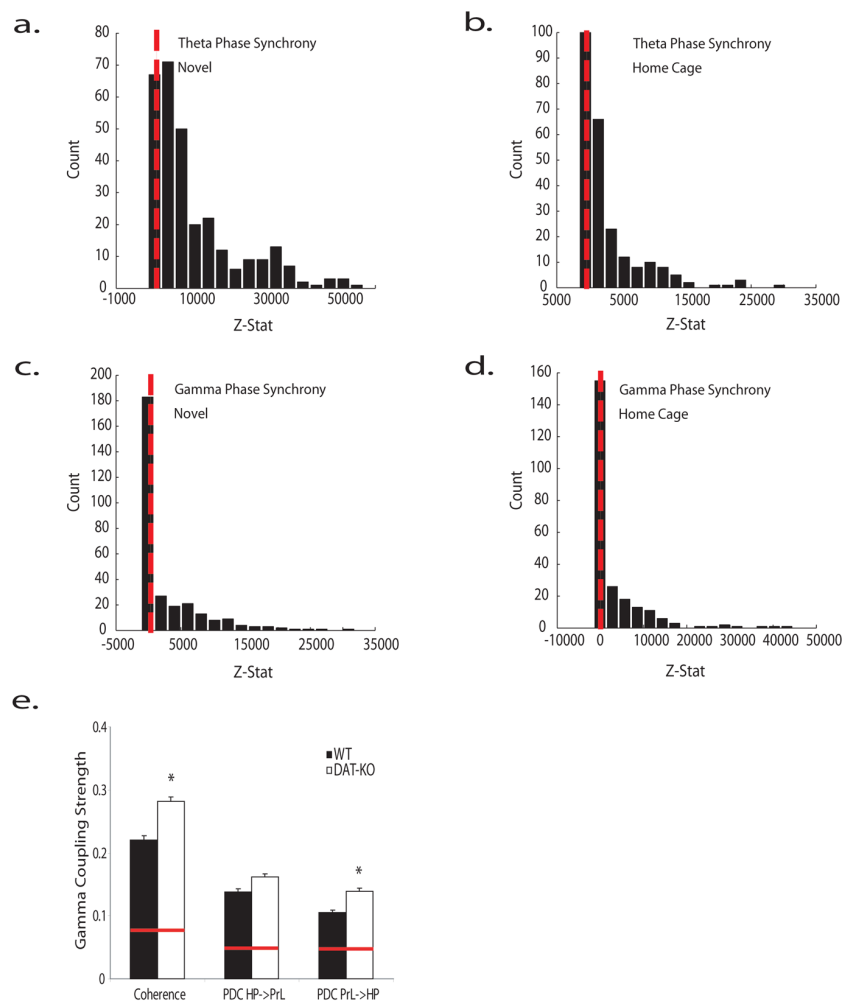 a.
Theta Phase Synchrony
Novel
Count
80
70
60
50
40
30
20
10
0
-1000
10000
30000
50000
Z-Stat
b.
Theta Phase Synchrony
Home Cage
Count
100
90
80
70
60
50
40
30
20
10
0
5000
5000
15000
25000
35000
Z-Stat
c.
Gamma Phase Synchrony
Novel
Count
200
180
160
140
120
100
80
60
40
20
0
-5000
5000
15000
25000
35000
Z-Stat
d.
Gamma Phase Synchrony
Home Cage
Count
160
140
120
100
80
60
40
20
0
-10000
0
10000
20000
30000
40000
50000
Z-Stat
e.
Gamma Coupling Strength
0.4
0.3
0.2
0.1
0
WT
DAT-KO
*
*
Coherence
PDC HP->PrL
PDC PrL->HP